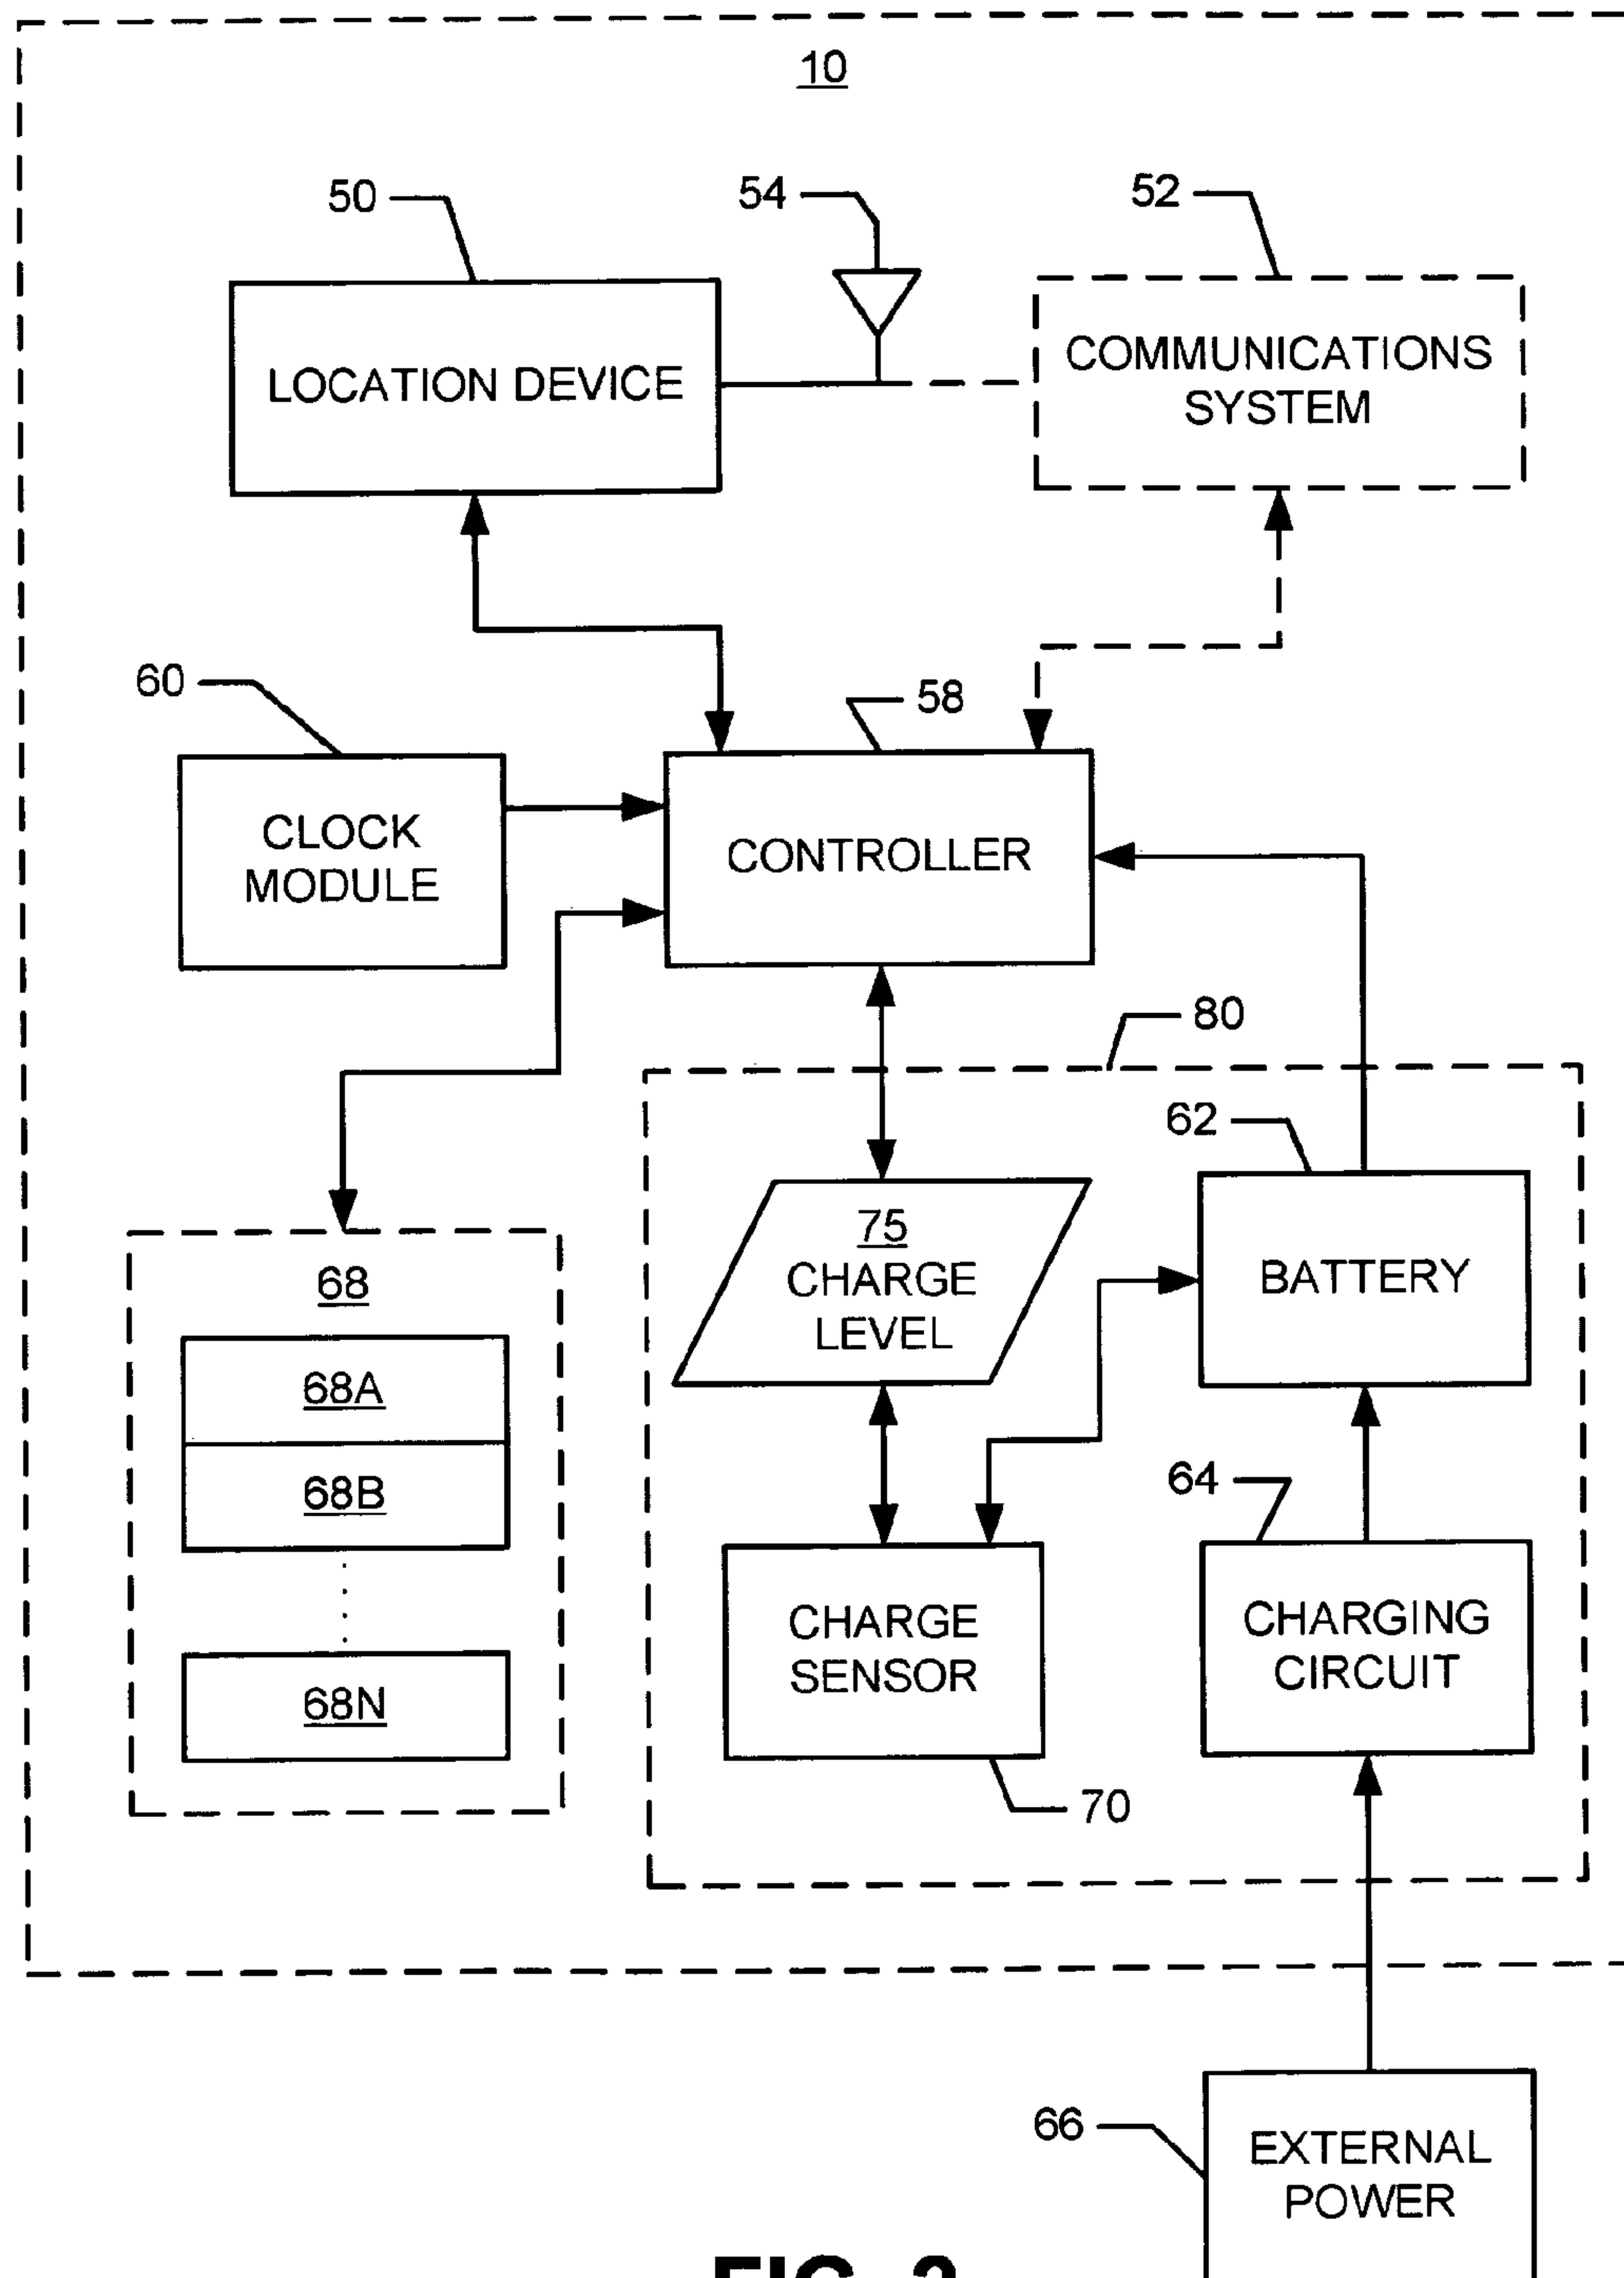 10
50
54
52
LOCATION DEVICE
COMMUNICATIONS
SYSTEM
60
58
CLOCK
MODULE
CONTROLLER
80
62
75
CHARGE
LEVEL
BATTERY
68
68A
68B
68N
64
CHARGE
SENSOR
CHARGING
CIRCUIT
70
66
EXTERNAL
POWER